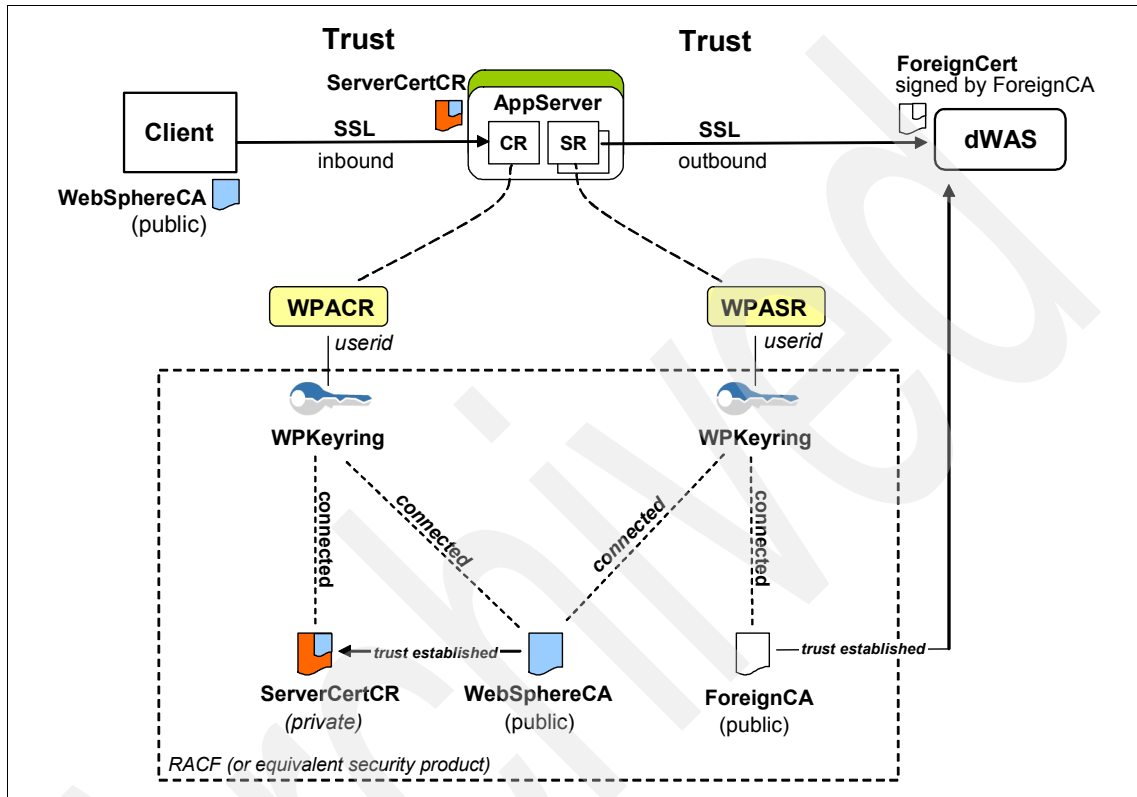 Trust
Trust
ServerCertCR
ForeignCert
signed by ForeignCA
AppServer
Client
SSL
inbound
CR
SR
SSL
outbound
dWAS
WebSphereCA
(public)
WPACR
userid
WPASR
userid
WPKeyring
WPKeyring
connected
connected
connected
connected
trust established
trust established
ServerCertCR
(private)
WebSphereCA
(public)
ForeignCA
(public)
RACF (or equivalent security product)
Archived